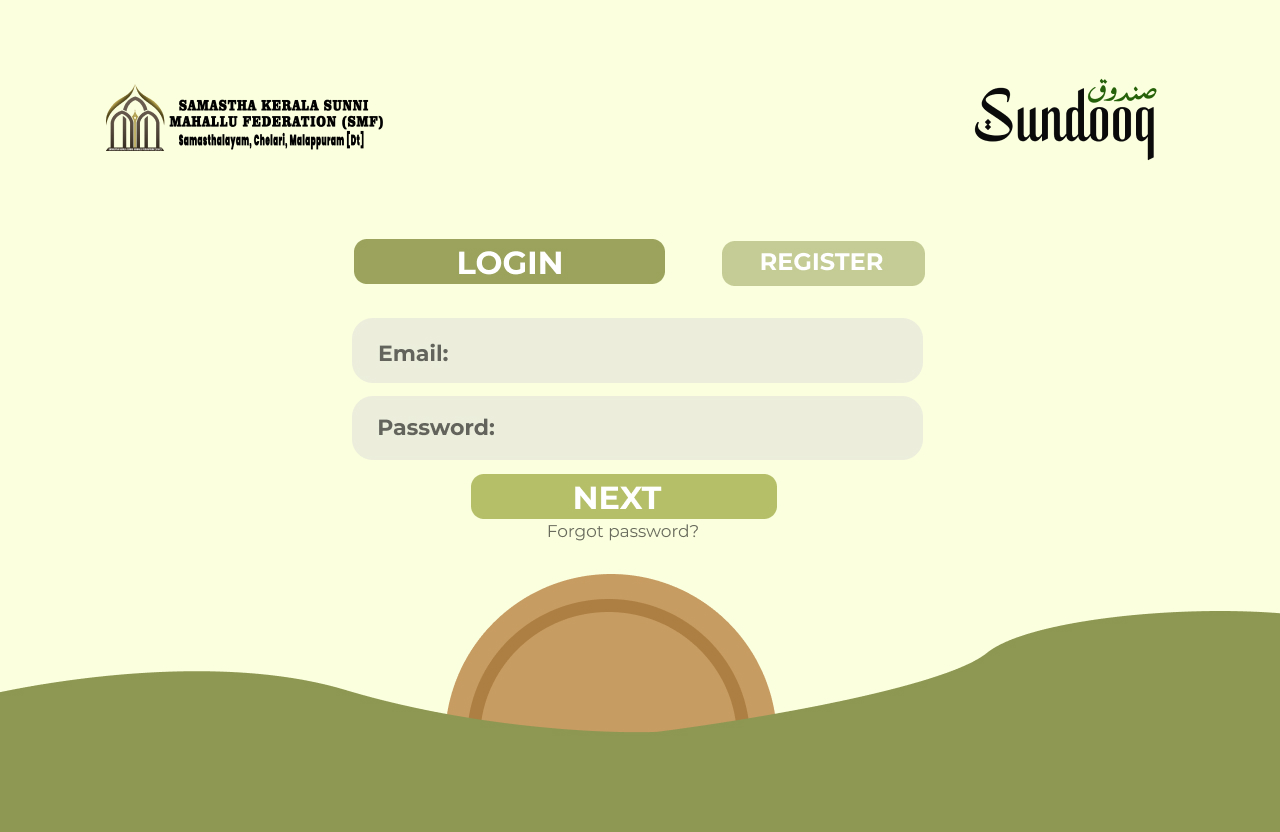 SAMASTHA KERALA SUNNI
MAHALLU FEDERATION (SMF)
Samasthalayam, Chelari, Malappuram [Dt]
صندوق
Sundooq
LOGIN
REGISTER
Email:
Password:
NEXT
Forgot password?